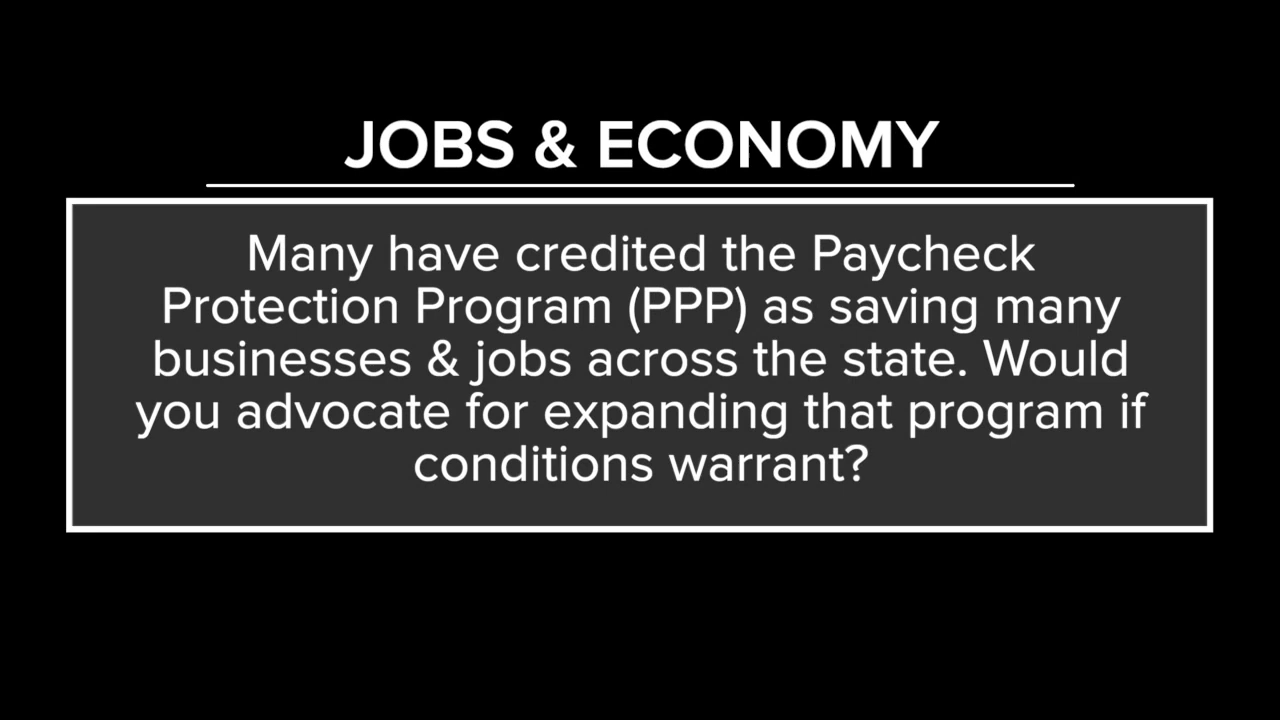 JOBS & ECONOMY
Many have credited the Paycheck
Protection Program (PPP) as saving many
businesses & jobs across the state. Would
you advocate for expanding that program if
conditions warrant?